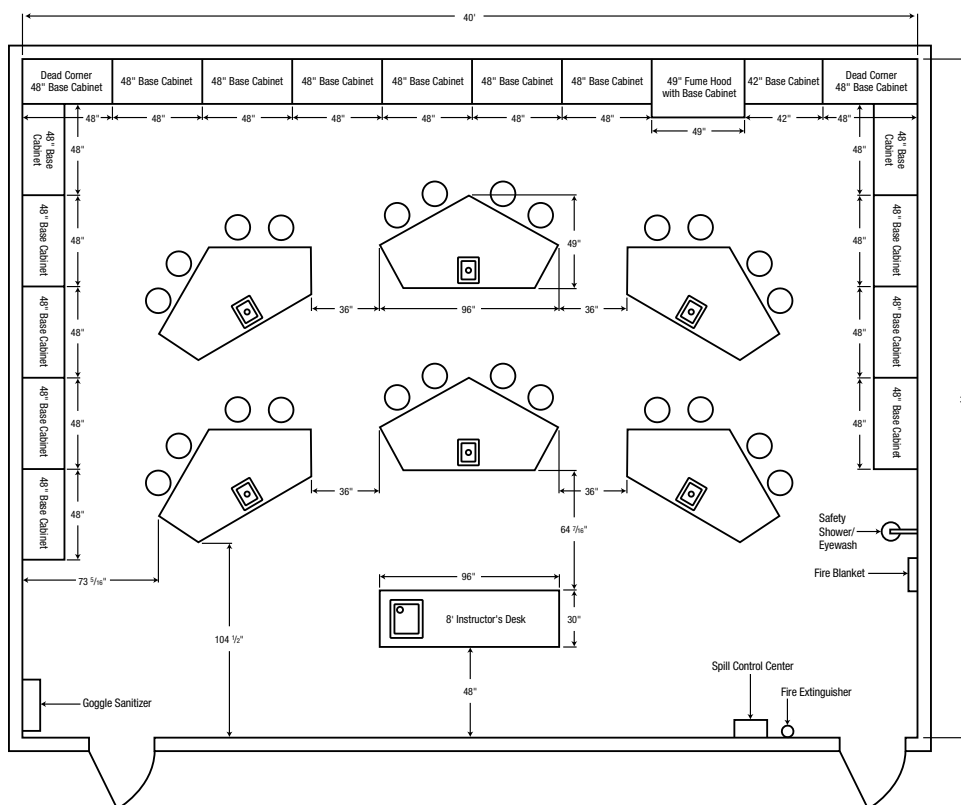 40'
Dead Corner
48" Base Cabinet
48" Base Cabinet
48" Base Cabinet
48" Base Cabinet
48" Base Cabinet
48" Base Cabinet
48" Base Cabinet
49" Fume Hood
with Base Cabinet
42" Base Cabinet
Dead Corner
48" Base Cabinet
48"
48"
48"
48"
48"
48"
48"
49"
42"
48"
48" Base
Cabinet
48"
48"
48" Base
Cabinet
48" Base Cabinet
48"
49"
48"
48" Base Cabinet
36"
96"
36"
48" Base Cabinet
48"
48"
48" Base Cabinet
48" Base Cabinet
48"
48"
48" Base Cabinet
48" Base Cabinet
48"
36"
36"
64 7/16"
Safety
Shower/
Eyewash
73 5/16"
96"
Fire Blanket
8' Instructor's Desk
30"
104 ½"
48"
Spill Control Center
Goggle Sanitizer
Fire Extinguisher